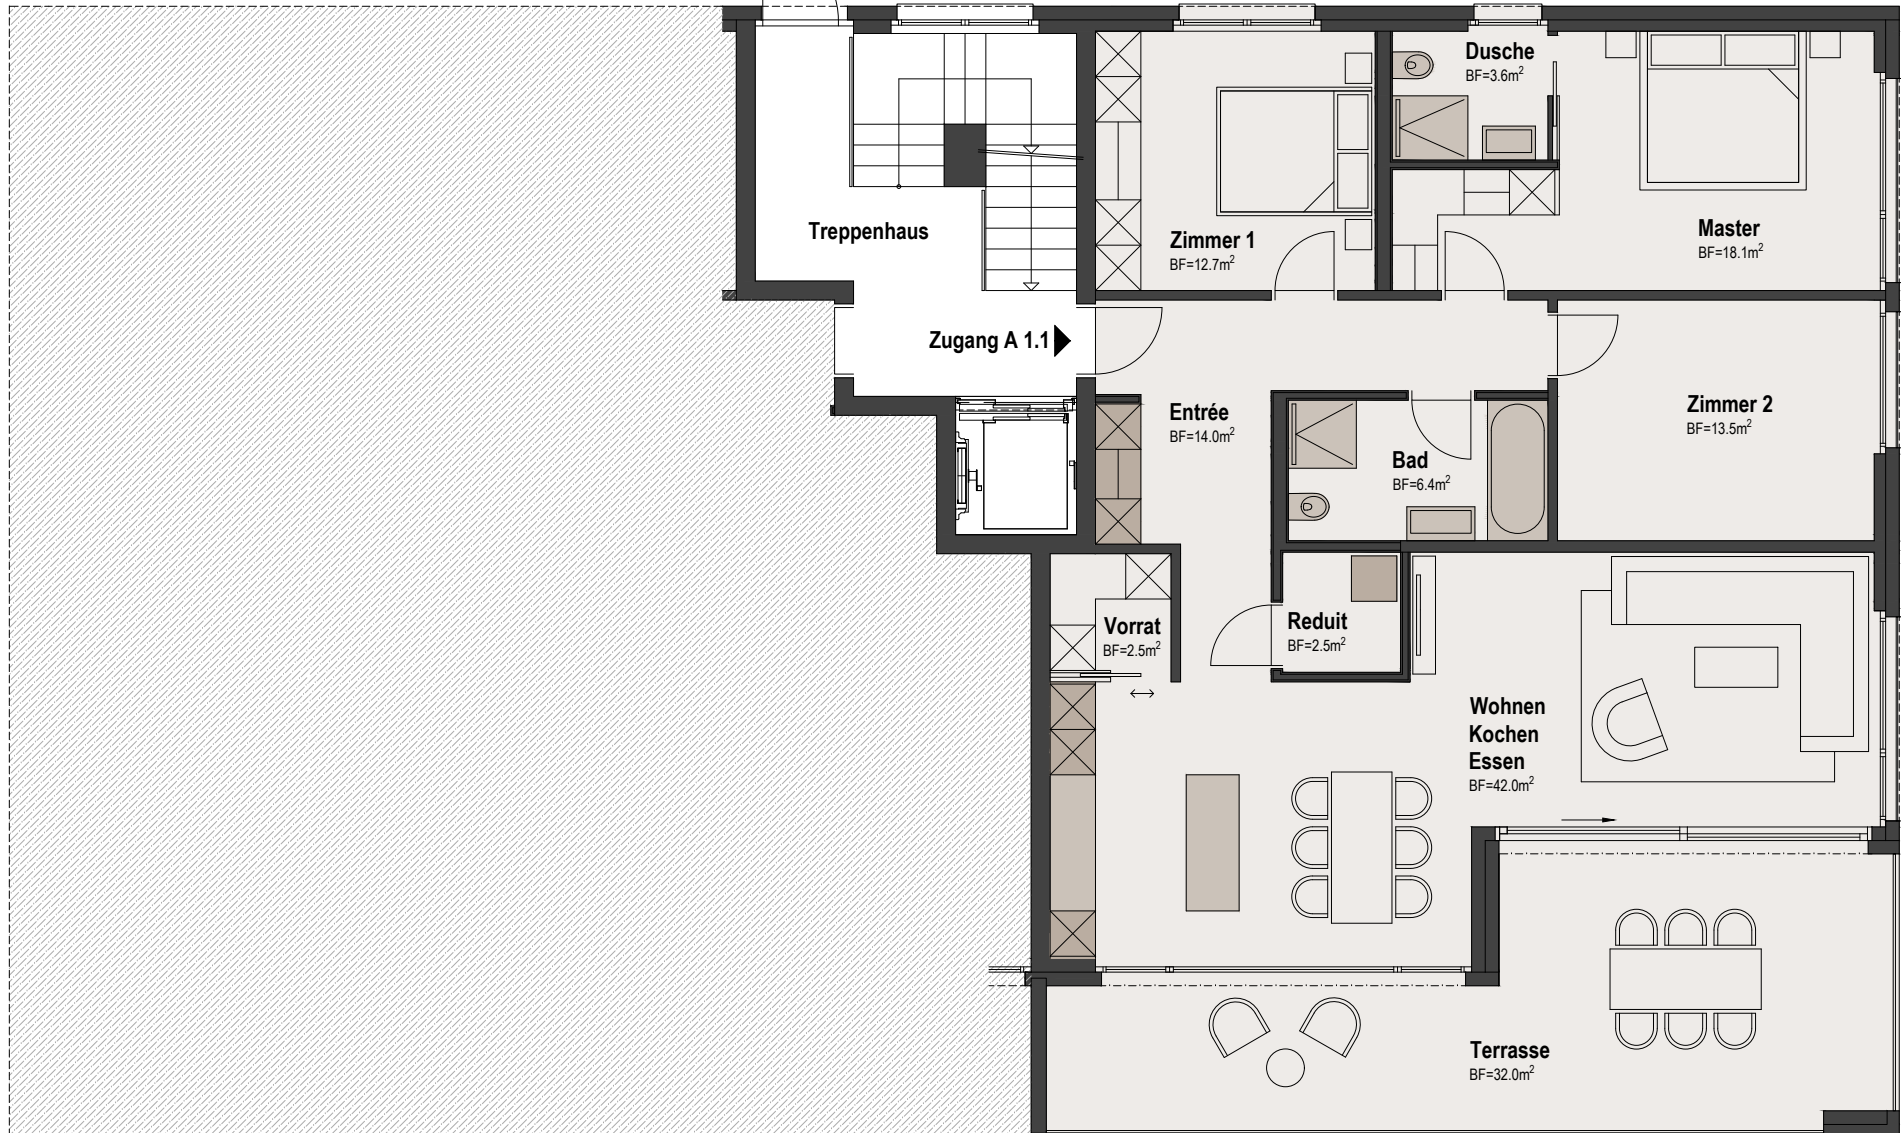 Dusche
BF=3.6m²
Treppenhaus
Zimmer 1
BF=12.7m²
Master
BF=18.1m²
Zugang A 1.1
Entrée
BF=14.0m²
Zimmer 2
BF=13.5m²
Bad
BF=6.4m²
Vorrat
BF=2.5m²
Reduit
BF=2.5m²
Wohnen
Kochen
Essen
BF=42.0m²
Terrasse
BF=32.0m²